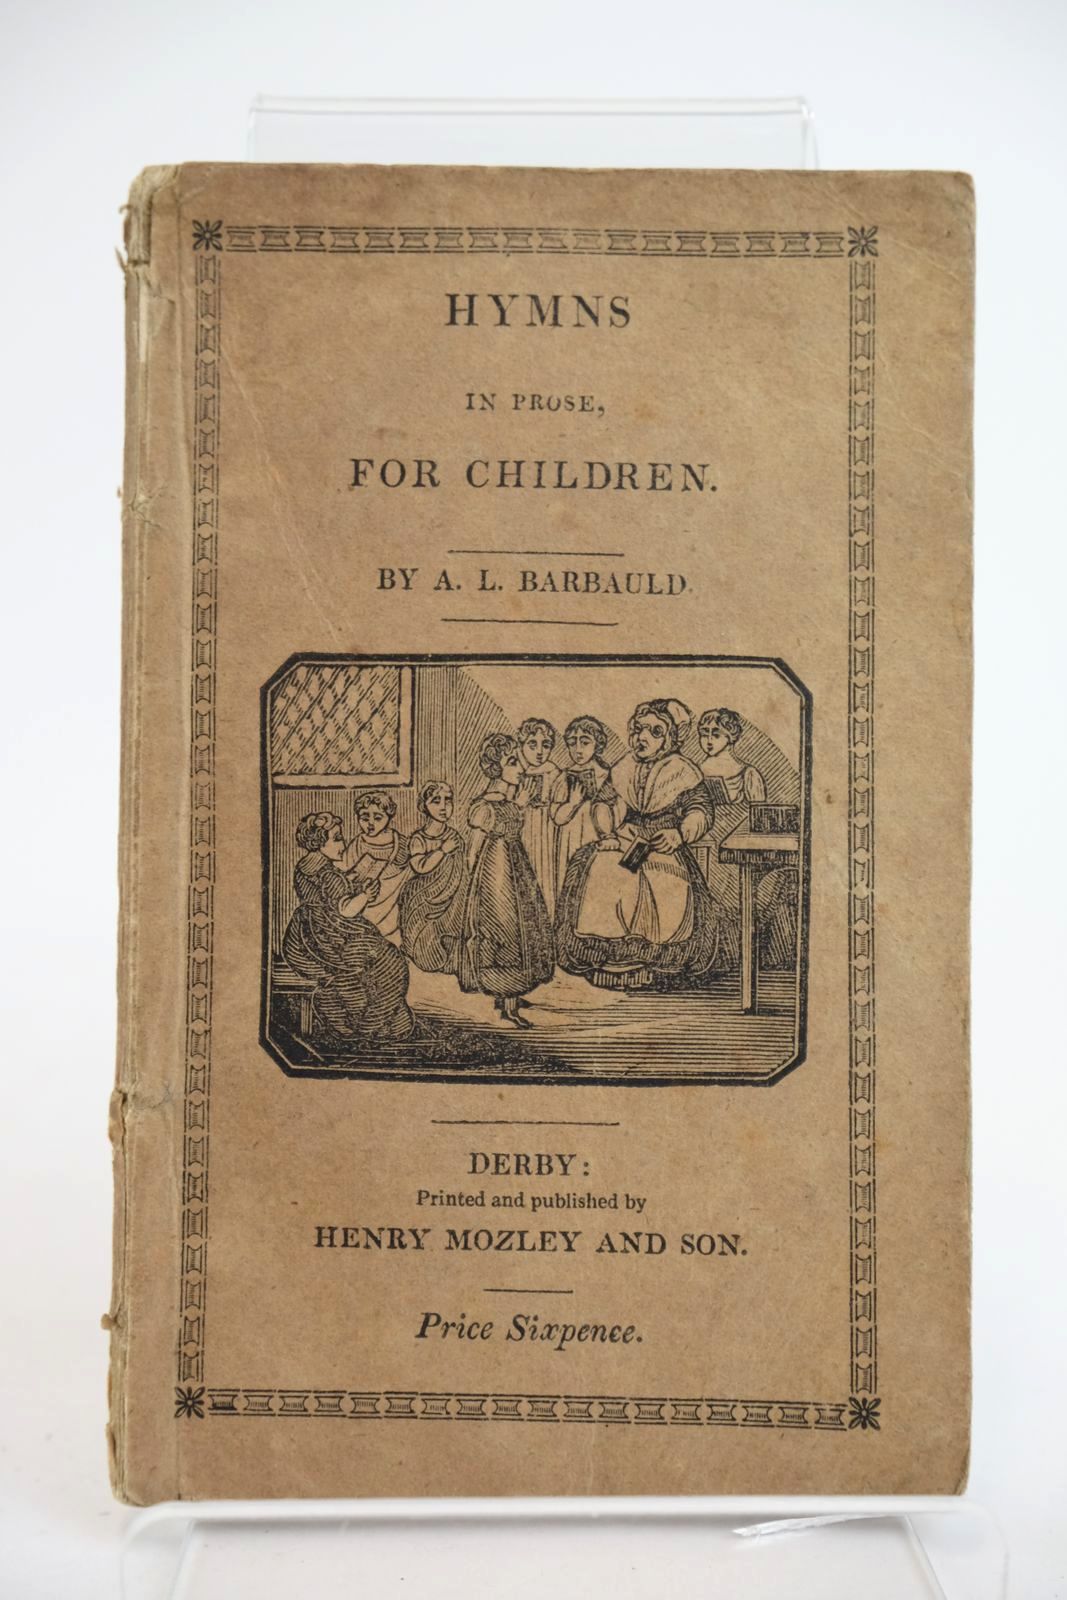 HYMNS
IN PROSE,
FOR CHILDREN.
BY A. L. BARBAULD.
DERBY:
Printed and published by
HENRY MOZLEY AND SON.
Price Sixpence.